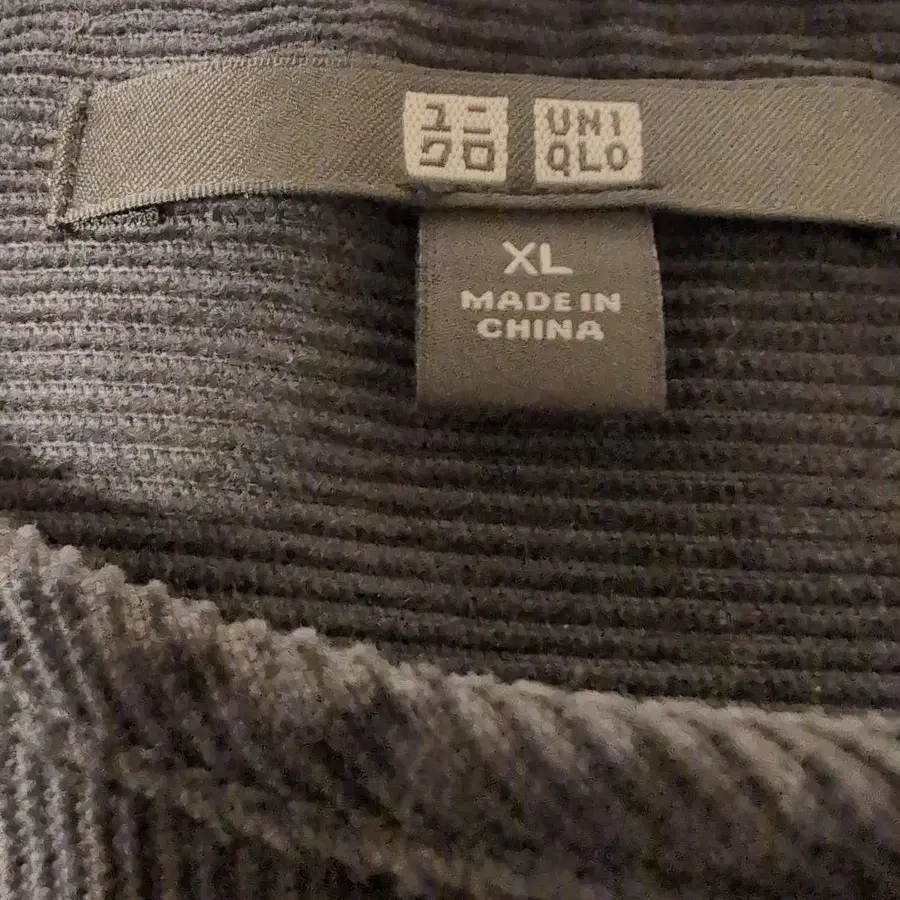 ユニ
クロ
UNI
QLO
XL
MADE IN
CHINA